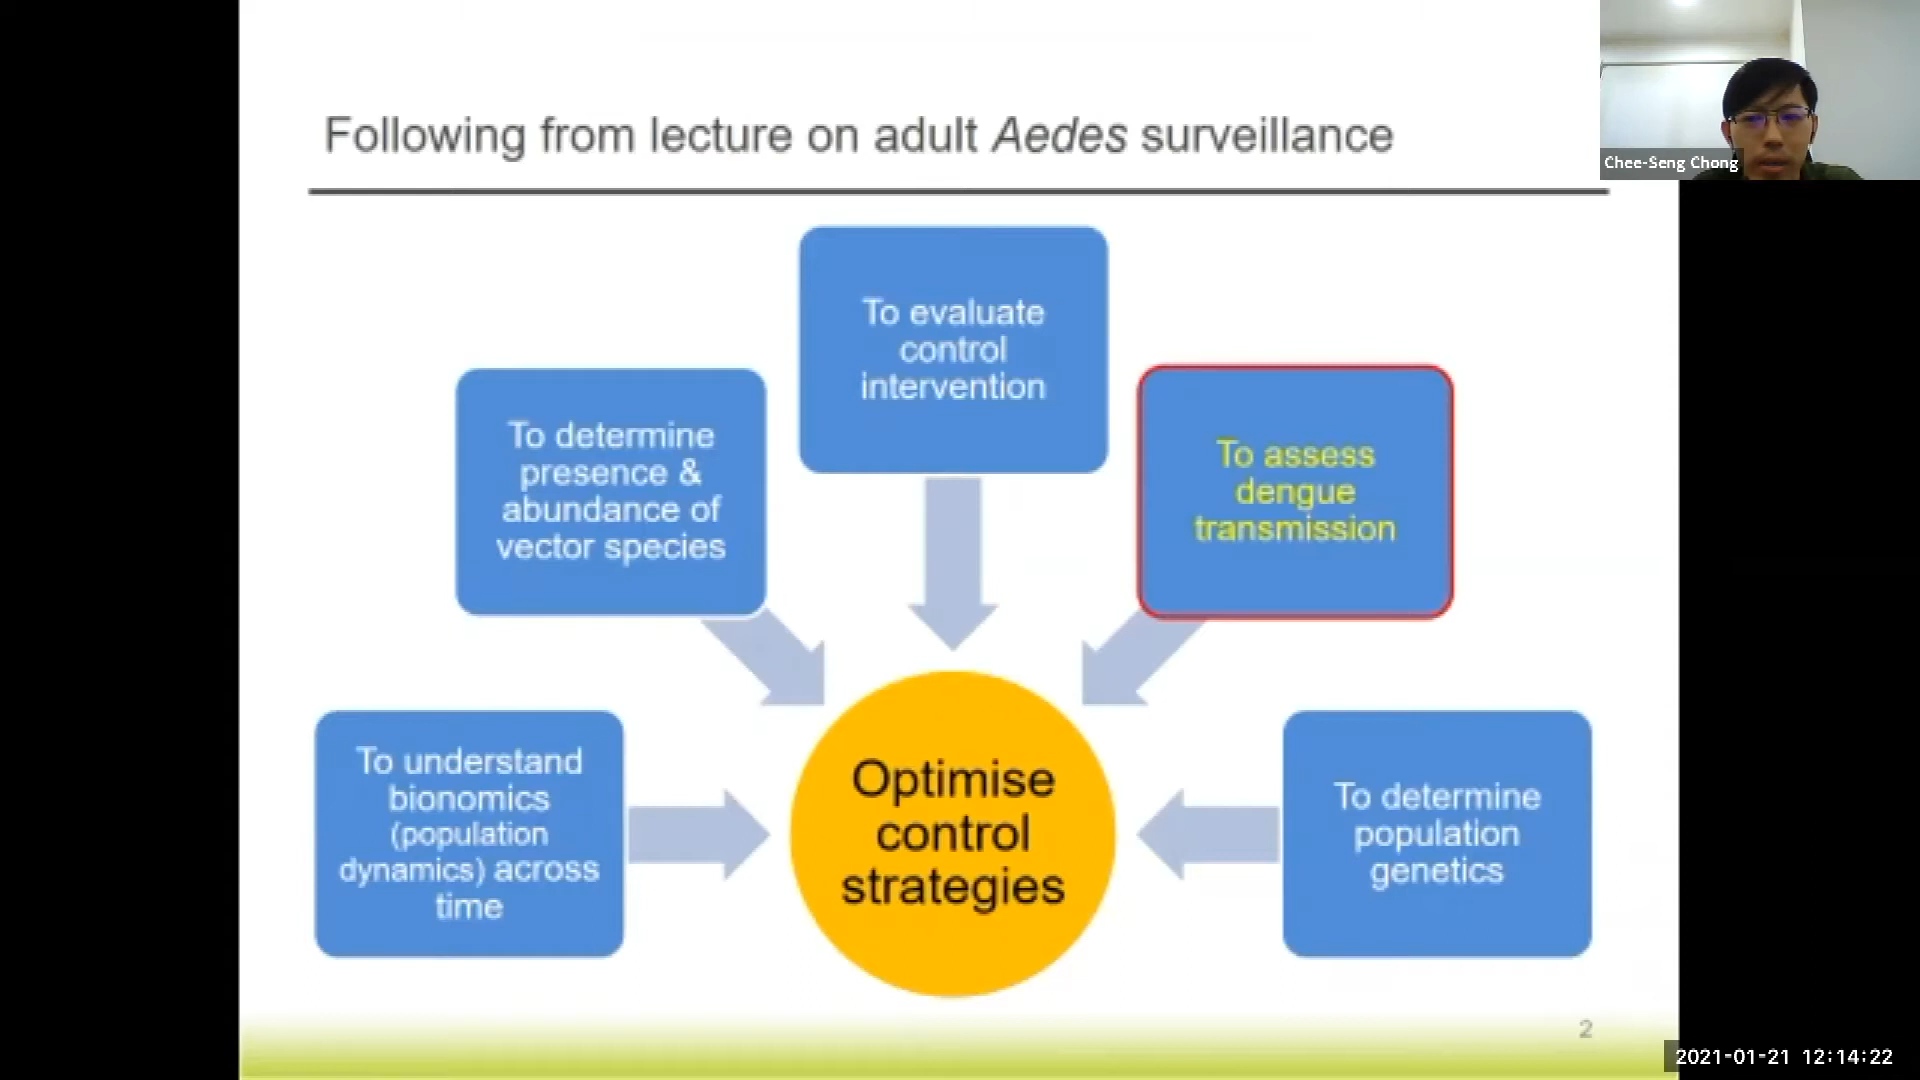 Following from lecture on adult Aedes surveillance
Chee-Seng Chong
To evaluate
control
intervention
To determine
presence &
abundance of
vector species
To assess
dengue
transmission
To understand
bionomics
(population
dynamics) across
time
Optimise
control
strategies
To determine
population
genetics
2
2021-01-21 12:14:22